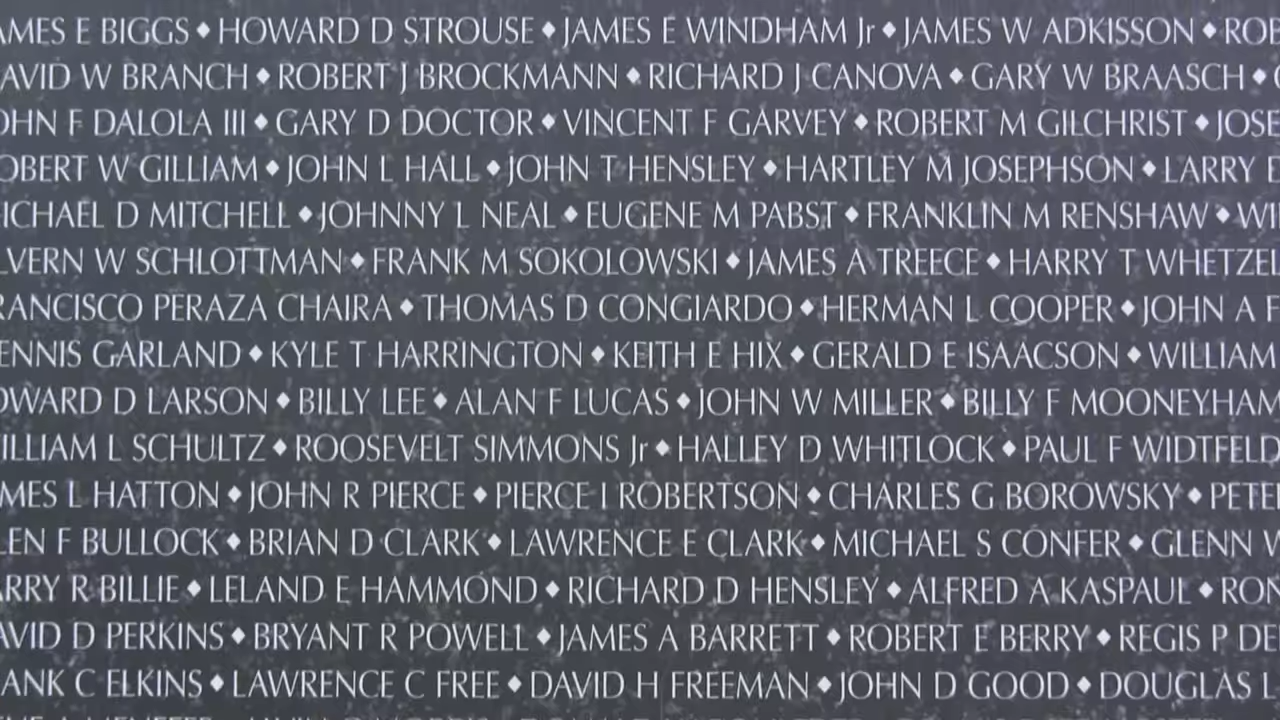 AMES E BIGGS ♦ HOWARD D STROUSE ♦ JAMES E WINDHAM Jr ♦ JAMES W ADKISSON ♦ ROB
AVID W BRANCH ♦ ROBERT J BROCKMANN ♦ RICHARD J CANOVA ♦ GARY W BRAASCH ♦
OHN F DALOLA III ♦ GARY D DOCTOR ♦ VINCENT F GARVEY ♦ ROBERT M GILCHRIST ♦ JOSE
OBERT W GILLIAM ♦ JOHN L HALL ♦ JOHN T HENSLEY ♦ HARTLEY M JOSEPHSON ♦ LARRY E
ICHAEL D MITCHELL ♦ JOHNNY L NEAL ♦ EUGENE M PABST ♦ FRANKLIN M RENSHAW ♦ WI
LVERN W SCHLOTTMAN ♦ FRANK M SOKOLOWSKI ♦ JAMES A TREECE ♦ HARRY T WHETZEL
RANCISCO PERAZA CHAIRA ♦ THOMAS D CONGIARDO ♦ HERMAN L COOPER ♦ JOHN A F
ENNIS GARLAND ♦ KYLE T HARRINGTON ♦ KEITH E HIX ♦ GERALD E ISAACSON ♦ WILLIAM
OWARD D LARSON ♦ BILLY LEE ♦ ALAN F LUCAS ♦ JOHN W MILLER ♦ BILLY F MOONEYHAM
ILLIAM L SCHULTZ ♦ ROOSEVELT SIMMONS Jr ♦ HALLEY D WHITLOCK ♦ PAUL F WIDTFELD
MES L HATTON ♦ JOHN R PIERCE ♦ PIERCE I ROBERTSON ♦ CHARLES G BOROWSKY ♦ PETE
LEN F BULLOCK ♦ BRIAN D CLARK ♦ LAWRENCE E CLARK ♦ MICHAEL S CONFER ♦ GLENN W
ARRY R BILLIE ♦ LELAND E HAMMOND ♦ RICHARD D HENSLEY ♦ ALFRED A KASPAUL ♦ RON
AVID D PERKINS ♦ BRYANT R POWELL ♦ JAMES A BARRETT ♦ ROBERT E BERRY ♦ REGIS P DE
ANK C ELKINS ♦ LAWRENCE C FREE ♦ DAVID H FREEMAN ♦ JOHN D GOOD ♦ DOUGLAS L